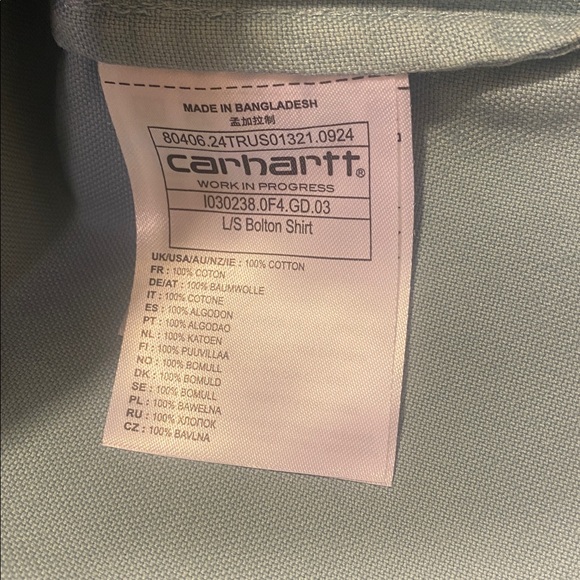 MADE IN BANGLADESH
孟加拉制
80406.24TRUS01321.0924
carhartt®
WORK IN PROGRESS
I030238.0F4.GD.03
L/S Bolton Shirt
UK/USA/AU/NZ/IE : 100% COTTON
FR : 100% COTON
DE/AT : 100% BAUMWOLLE
IT : 100% COTONE
ES : 100% ALGODON
PT : 100% ALGODAO
NL : 100% KATOEN
FI : 100% PUUVILLAA
NO : 100% BOMULL
DK : 100% BOMULD
SE : 100% BOMULL
PL : 100% BAWEŁNA
RU : 100% ХЛОПОК
CZ : 100% BAVLNA